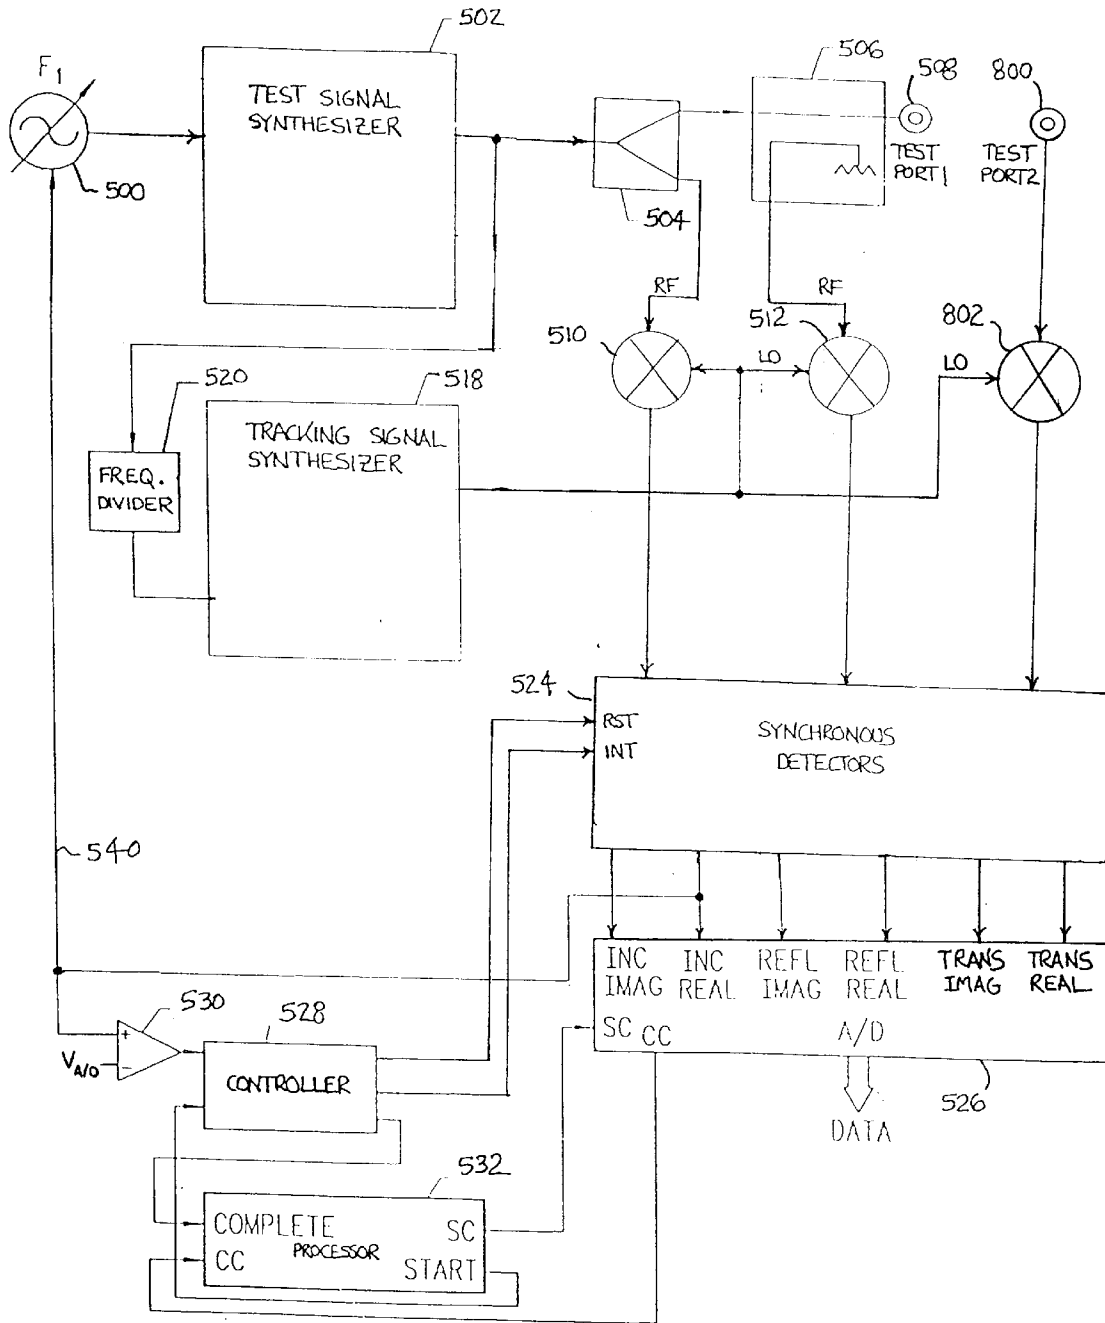 502
F1
TEST SIGNAL
SYNTHESIZER
500
506
508
800
TEST
PORT1
TEST
PORT2
504
RF
RF
510
512
802
LO
LO
520
518
TRACKING SIGNAL
SYNTHESIZER
FREQ.
DIVIDER
524
RST
INT
SYNCHRONOUS
DETECTORS
540
INC
IMAG
INC
REAL
REFL
IMAG
REFL
REAL
TRANS
IMAG
TRANS
REAL
SC
CC
A/D
526
DATA
530
+
−
VA/D
528
CONTROLLER
532
COMPLETE
SC
PROCESSOR
CC
START